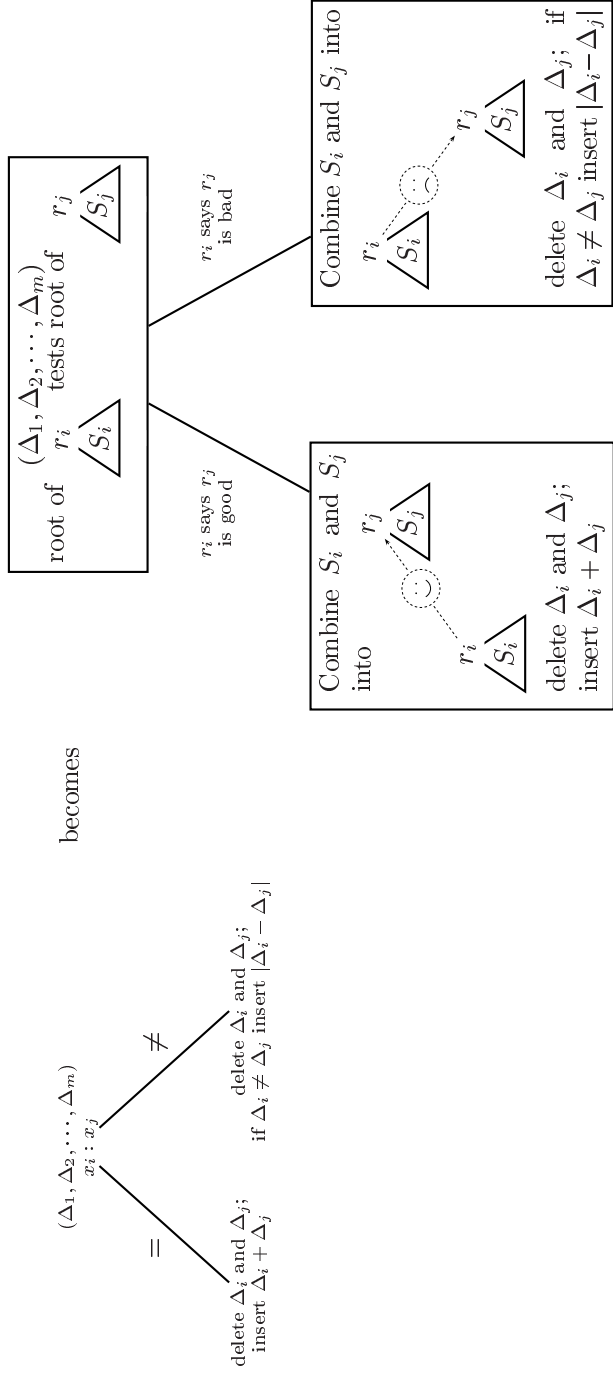 (Δ₁, Δ₂, ⋯, Δₘ)
xᵢ : xⱼ
=
≠
delete Δᵢ and Δⱼ;
insert Δᵢ + Δⱼ
delete Δᵢ and Δⱼ;
if Δᵢ ≠ Δⱼ insert |Δᵢ − Δⱼ|
becomes
(Δ₁, Δ₂, ⋯, Δₘ)
root of rᵢ tests root of rⱼ
Sᵢ Sⱼ
rᵢ says rⱼ
is good
rᵢ says rⱼ
is bad
Combine Sᵢ and Sⱼ
into
rⱼ
Sⱼ
rᵢ
Sᵢ
delete Δᵢ and Δⱼ;
insert Δᵢ + Δⱼ
Combine Sᵢ and Sⱼ into
rᵢ
Sᵢ
rⱼ
Sⱼ
delete Δᵢ and Δⱼ; if
Δᵢ ≠ Δⱼ insert |Δᵢ−Δⱼ|